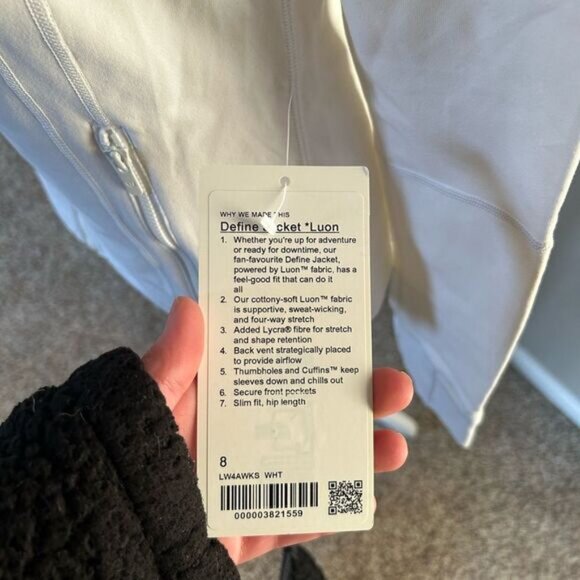 WHY WE MADE THIS
Define Jacket *Luon
1. Whether you're up for adventure
or ready for downtime, our
fan-favourite Define Jacket,
powered by Luon™ fabric, has a
feel-good fit that can do it
all
2. Our cottony-soft Luon™ fabric
is supportive, sweat-wicking,
and four-way stretch
3. Added Lycra® fibre for stretch
and shape retention
4. Back vent strategically placed
to provide airflow
5. Thumbholes and Cuffins™ keep
sleeves down and chills out
6. Secure front pockets
7. Slim fit, hip length
8
LW4AWKS WHT
000003821559